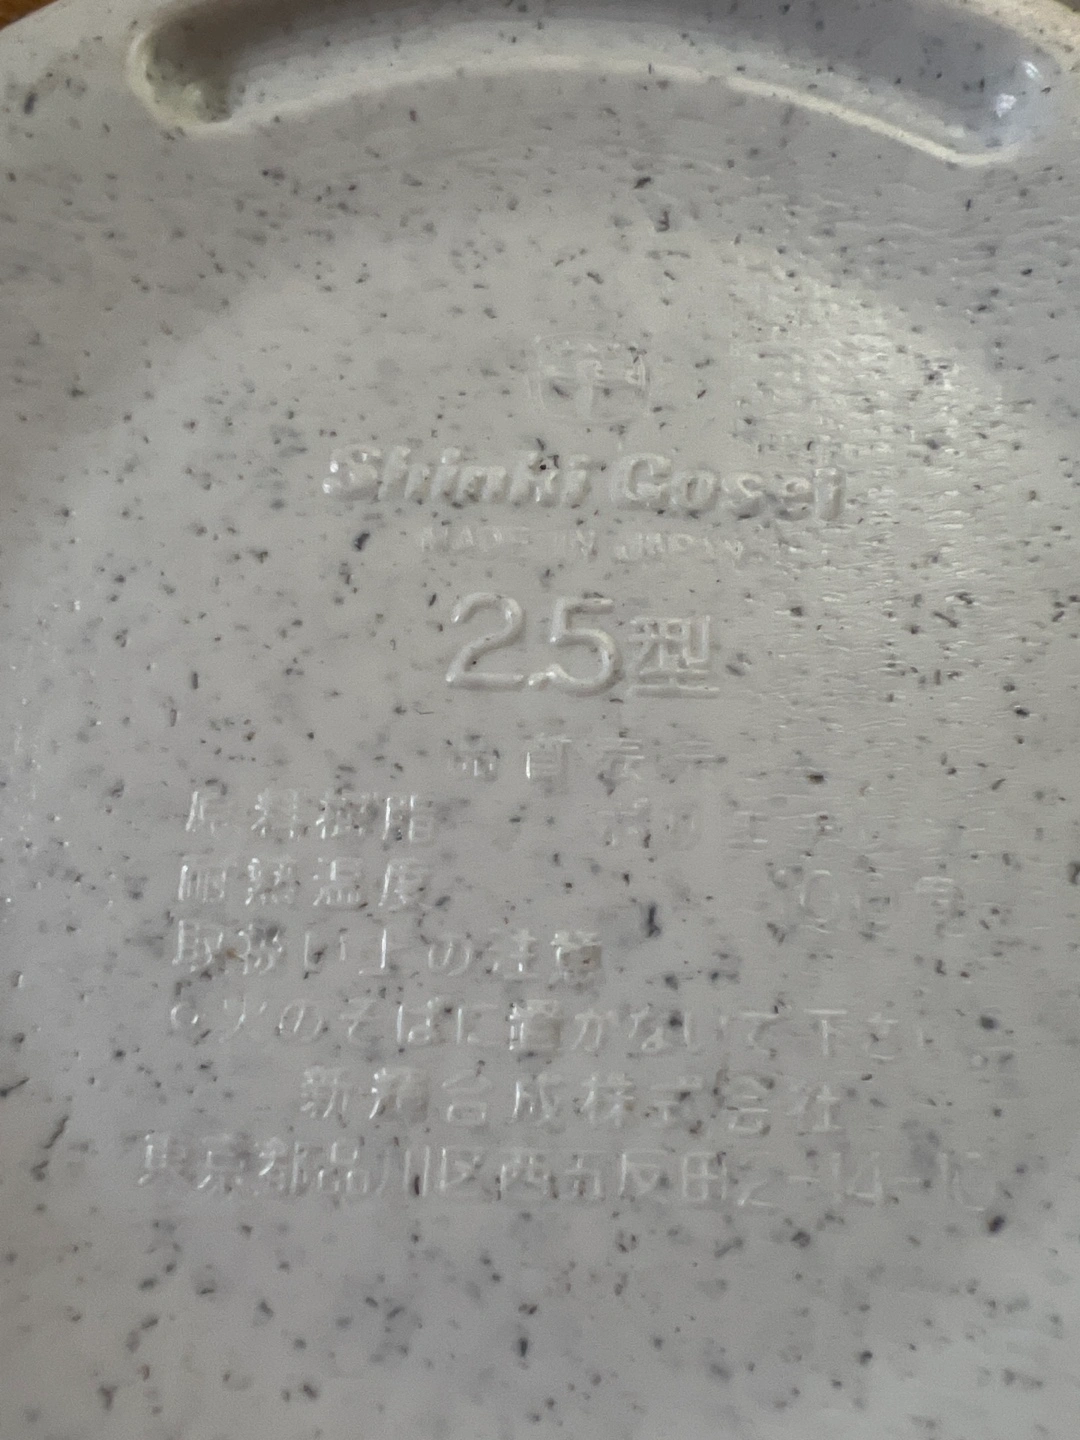 Shinki Gosei
MADE IN JAPAN
25型
品質表示
原料樹脂
耐熱温度
取扱い上の注意
○火のそばに置かないで下さい
新輝合成株式会社
東京都品川区西五反田2-14-10